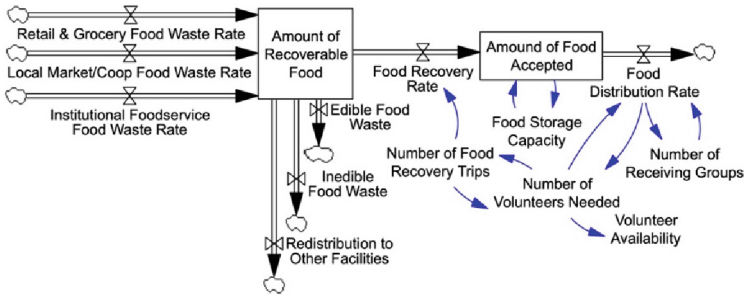 Retail & Grocery Food Waste Rate
Local Market/Coop Food Waste Rate
Institutional Foodservice
Food Waste Rate
Amount of
Recoverable
Food
Food Recovery
Rate
Amound of Food
Accepted
Food
Distribution Rate
Edible Food
Waste
Inedible
Food Waste
Redistribution to
Other Facilities
Food Storage
Capacity
Number of Food
Recovery Trips
Number of
Volunteers Needed
Number of
Receiving Groups
Volunteer
Availability